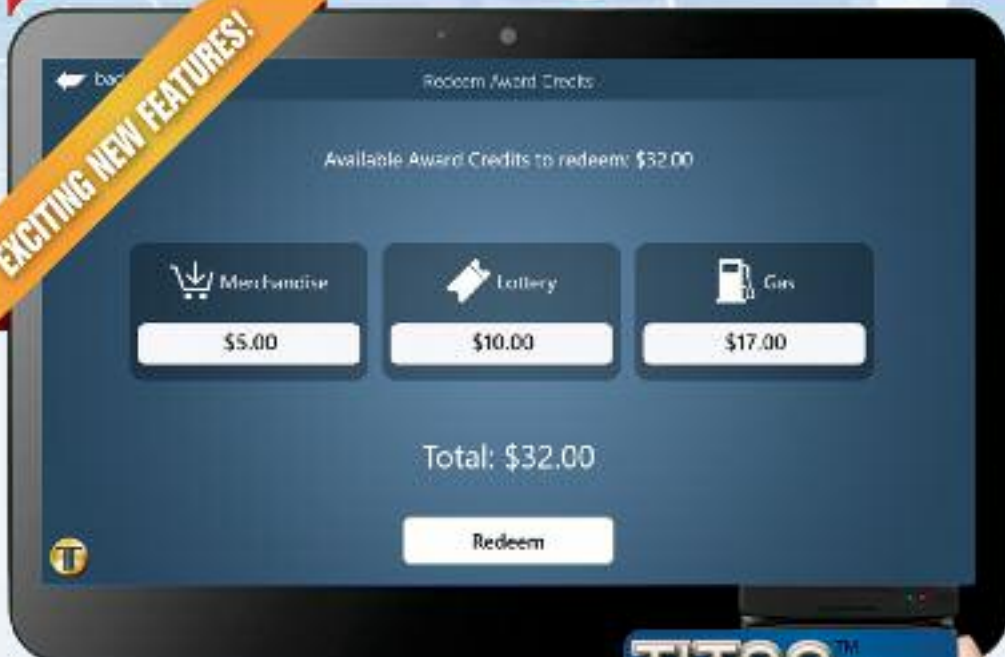 EXCITING NEW FEATURES!
Redeem Award Credits
Available Award Credits to redeem: $32.00
Merchandise
Lottery
Gas
$5.00
$10.00
$17.00
Total: $32.00
Redeem
T
TM